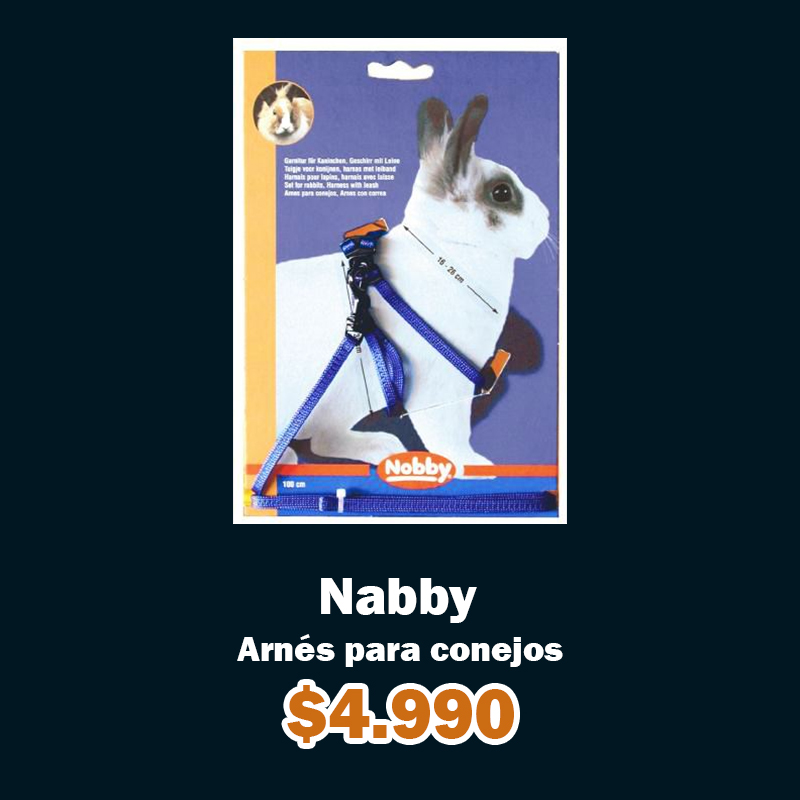 Garnitur für Kaninchen, Geschirr mit Leine
Tuigje voor konijnen, harnas met leiband
Harnais pour lapins, harnais avec laisse
Set for rabbits, Harness with leash
Arnes para conejos, Arnes con correa
16 - 26 cm
Nobby
100 cm
Nabby
Arnés para conejos
$4.990